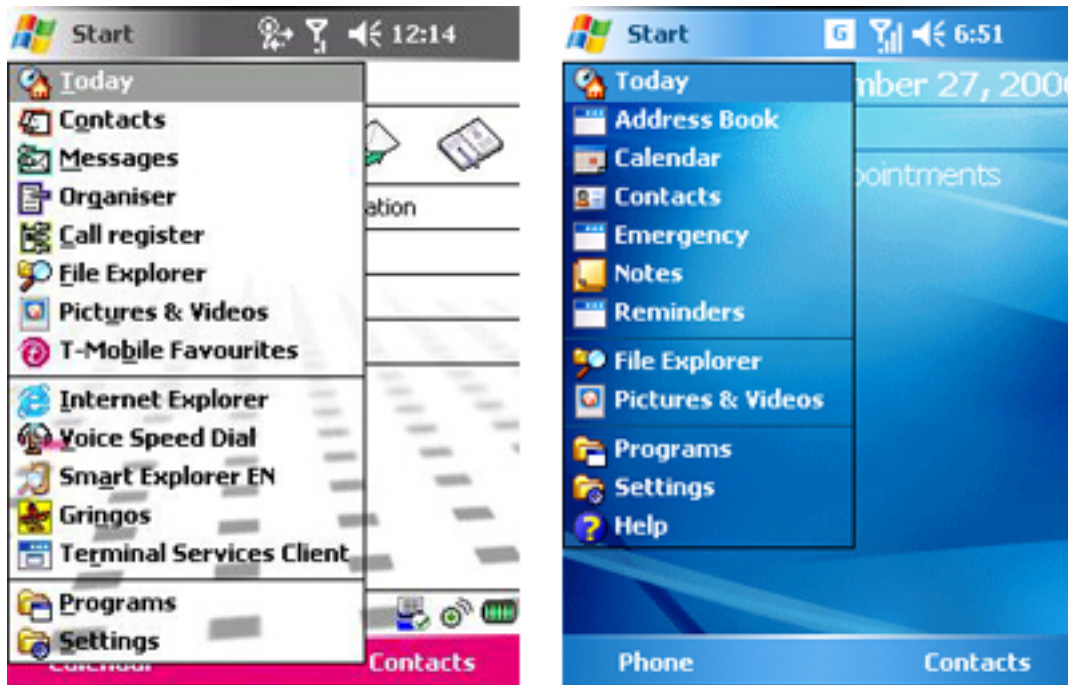 Start 12:14
Today
Contacts
Messages
Organiser
ation
Call register
File Explorer
Pictures & Videos
T-Mobile Favourites
Internet Explorer
Voice Speed Dial
Smart Explorer EN
Gringos
Terminal Services Client
Programs
Settings
Calendar Contacts
Start G 6:51
Today mber 27, 200
Address Book
Calendar
pointments
Contacts
Emergency
Notes
Reminders
File Explorer
Pictures & Videos
Programs
Settings
Help
Phone Contacts